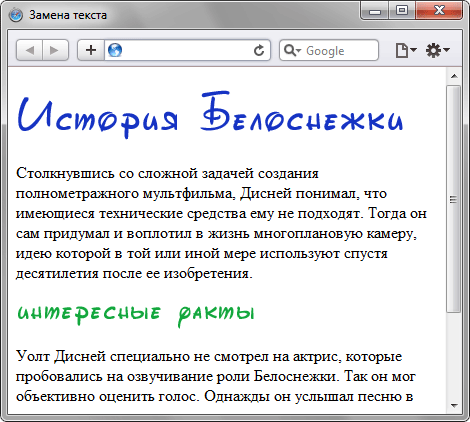 Замена текста
Google
История Белоснежки
Столкнувшись со сложной задачей создания
полнометражного мультфильма, Дисней понимал, что
имеющиеся технические средства ему не подходят. Тогда он
сам придумал и воплотил в жизнь многоплановую камеру,
идею которой в той или иной мере используют спустя
десятилетия после ее изобретения.
интересные факты
Уолт Дисней специально не смотрел на актрис, которые
пробовались на озвучивание роли Белоснежки. Так он мог
объективно оценить голос. Однажды он услышал песню в